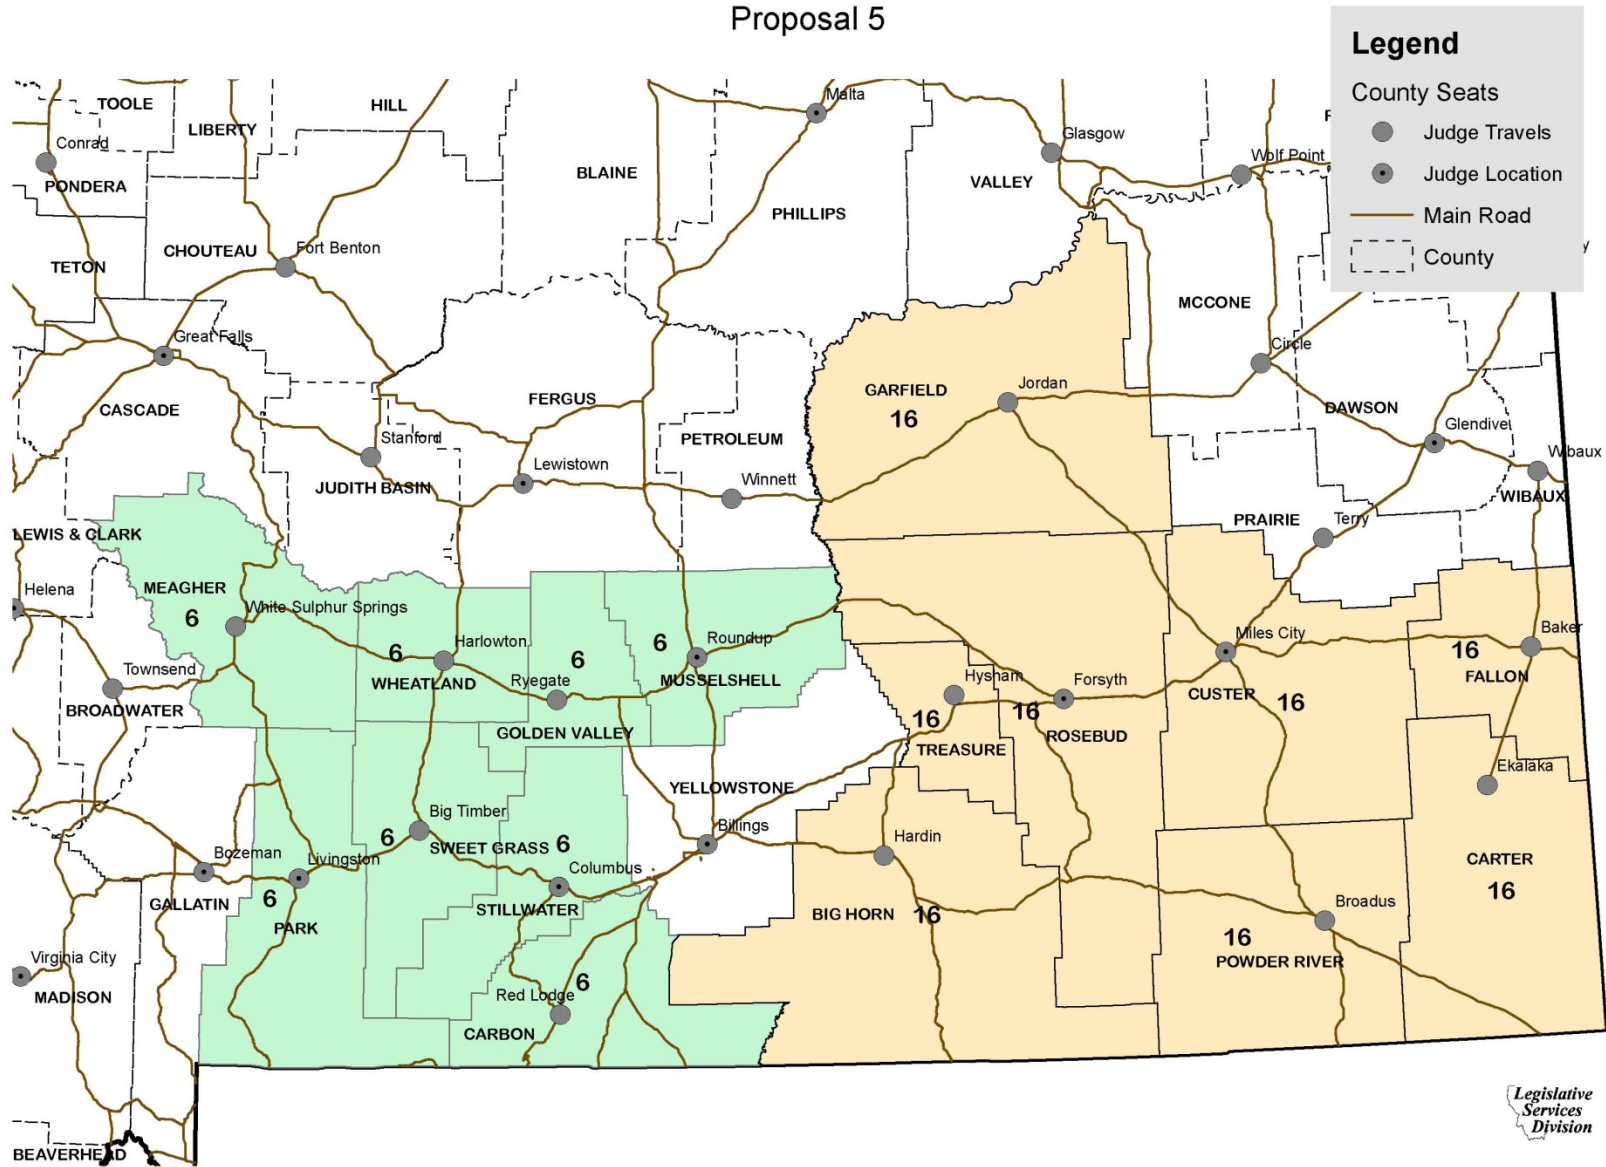 Proposal 5
Legend
County Seats
Judge Travels
Judge Location
Main Road
County
TOOLE
HILL
LIBERTY
Malta
Conrad
Glasgow
Wolf Point
PONDERA
BLAINE
VALLEY
PHILLIPS
CHOUTEAU
Fort Benton
TETON
MCCONE
Great Falls
Circle
Jordan
GARFIELD
16
FERGUS
CASCADE
DAWSON
Glendive
Stanford
PETROLEUM
Wibaux
Lewistown
Winnett
JUDITH BASIN
WIBAUX
PRAIRIE
Terry
LEWIS & CLARK
Helena
MEAGHER
6
White Sulphur Springs
Harlowton
6
WHEATLAND
6
Ryegate
6
Roundup
MUSSELSHELL
Miles City
Baker
16
FALLON
Townsend
BROADWATER
Hysham
Forsyth
CUSTER
16
16
16
TREASURE
ROSEBUD
GOLDEN VALLEY
Ekalaka
YELLOWSTONE
Big Timber
6
SWEET GRASS
6
Billings
Hardin
Bozeman
Livingston
Columbus
CARTER
16
GALLATIN
6
PARK
STILLWATER
BIG HORN
16
Broadus
16
POWDER RIVER
Virginia City
MADISON
Red Lodge
6
CARBON
BEAVERHEAD
Legislative
Services
Division